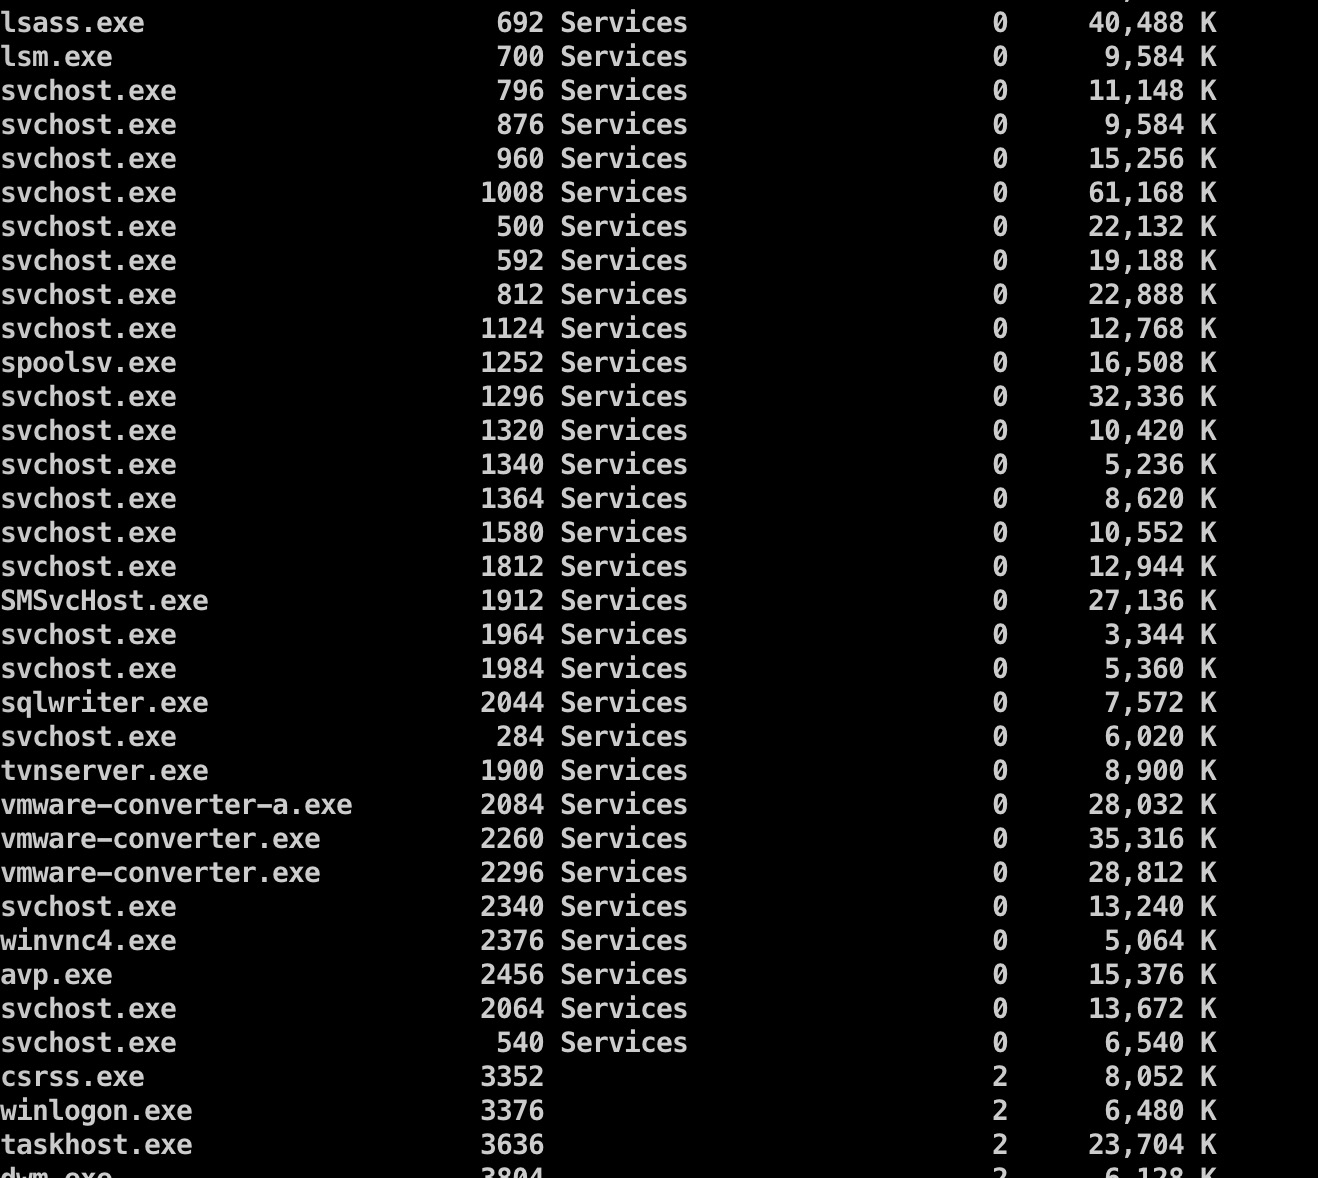 lsass.exe 692 Services 0 40,488 K
lsm.exe 700 Services 0 9,584 K
svchost.exe 796 Services 0 11,148 K
svchost.exe 876 Services 0 9,584 K
svchost.exe 960 Services 0 15,256 K
svchost.exe 1008 Services 0 61,168 K
svchost.exe 500 Services 0 22,132 K
svchost.exe 592 Services 0 19,188 K
svchost.exe 812 Services 0 22,888 K
svchost.exe 1124 Services 0 12,768 K
spoolsv.exe 1252 Services 0 16,508 K
svchost.exe 1296 Services 0 32,336 K
svchost.exe 1320 Services 0 10,420 K
svchost.exe 1340 Services 0 5,236 K
svchost.exe 1364 Services 0 8,620 K
svchost.exe 1580 Services 0 10,552 K
svchost.exe 1812 Services 0 12,944 K
SMSvcHost.exe 1912 Services 0 27,136 K
svchost.exe 1964 Services 0 3,344 K
svchost.exe 1984 Services 0 5,360 K
sqlwriter.exe 2044 Services 0 7,572 K
svchost.exe 284 Services 0 6,020 K
tvnserver.exe 1900 Services 0 8,900 K
vmware-converter-a.exe 2084 Services 0 28,032 K
vmware-converter.exe 2260 Services 0 35,316 K
vmware-converter.exe 2296 Services 0 28,812 K
svchost.exe 2340 Services 0 13,240 K
winvnc4.exe 2376 Services 0 5,064 K
avp.exe 2456 Services 0 15,376 K
svchost.exe 2064 Services 0 13,672 K
svchost.exe 540 Services 0 6,540 K
csrss.exe 3352 2 8,052 K
winlogon.exe 3376 2 6,480 K
taskhost.exe 3636 2 23,704 K
dwm.exe 3804 2 6,128 K